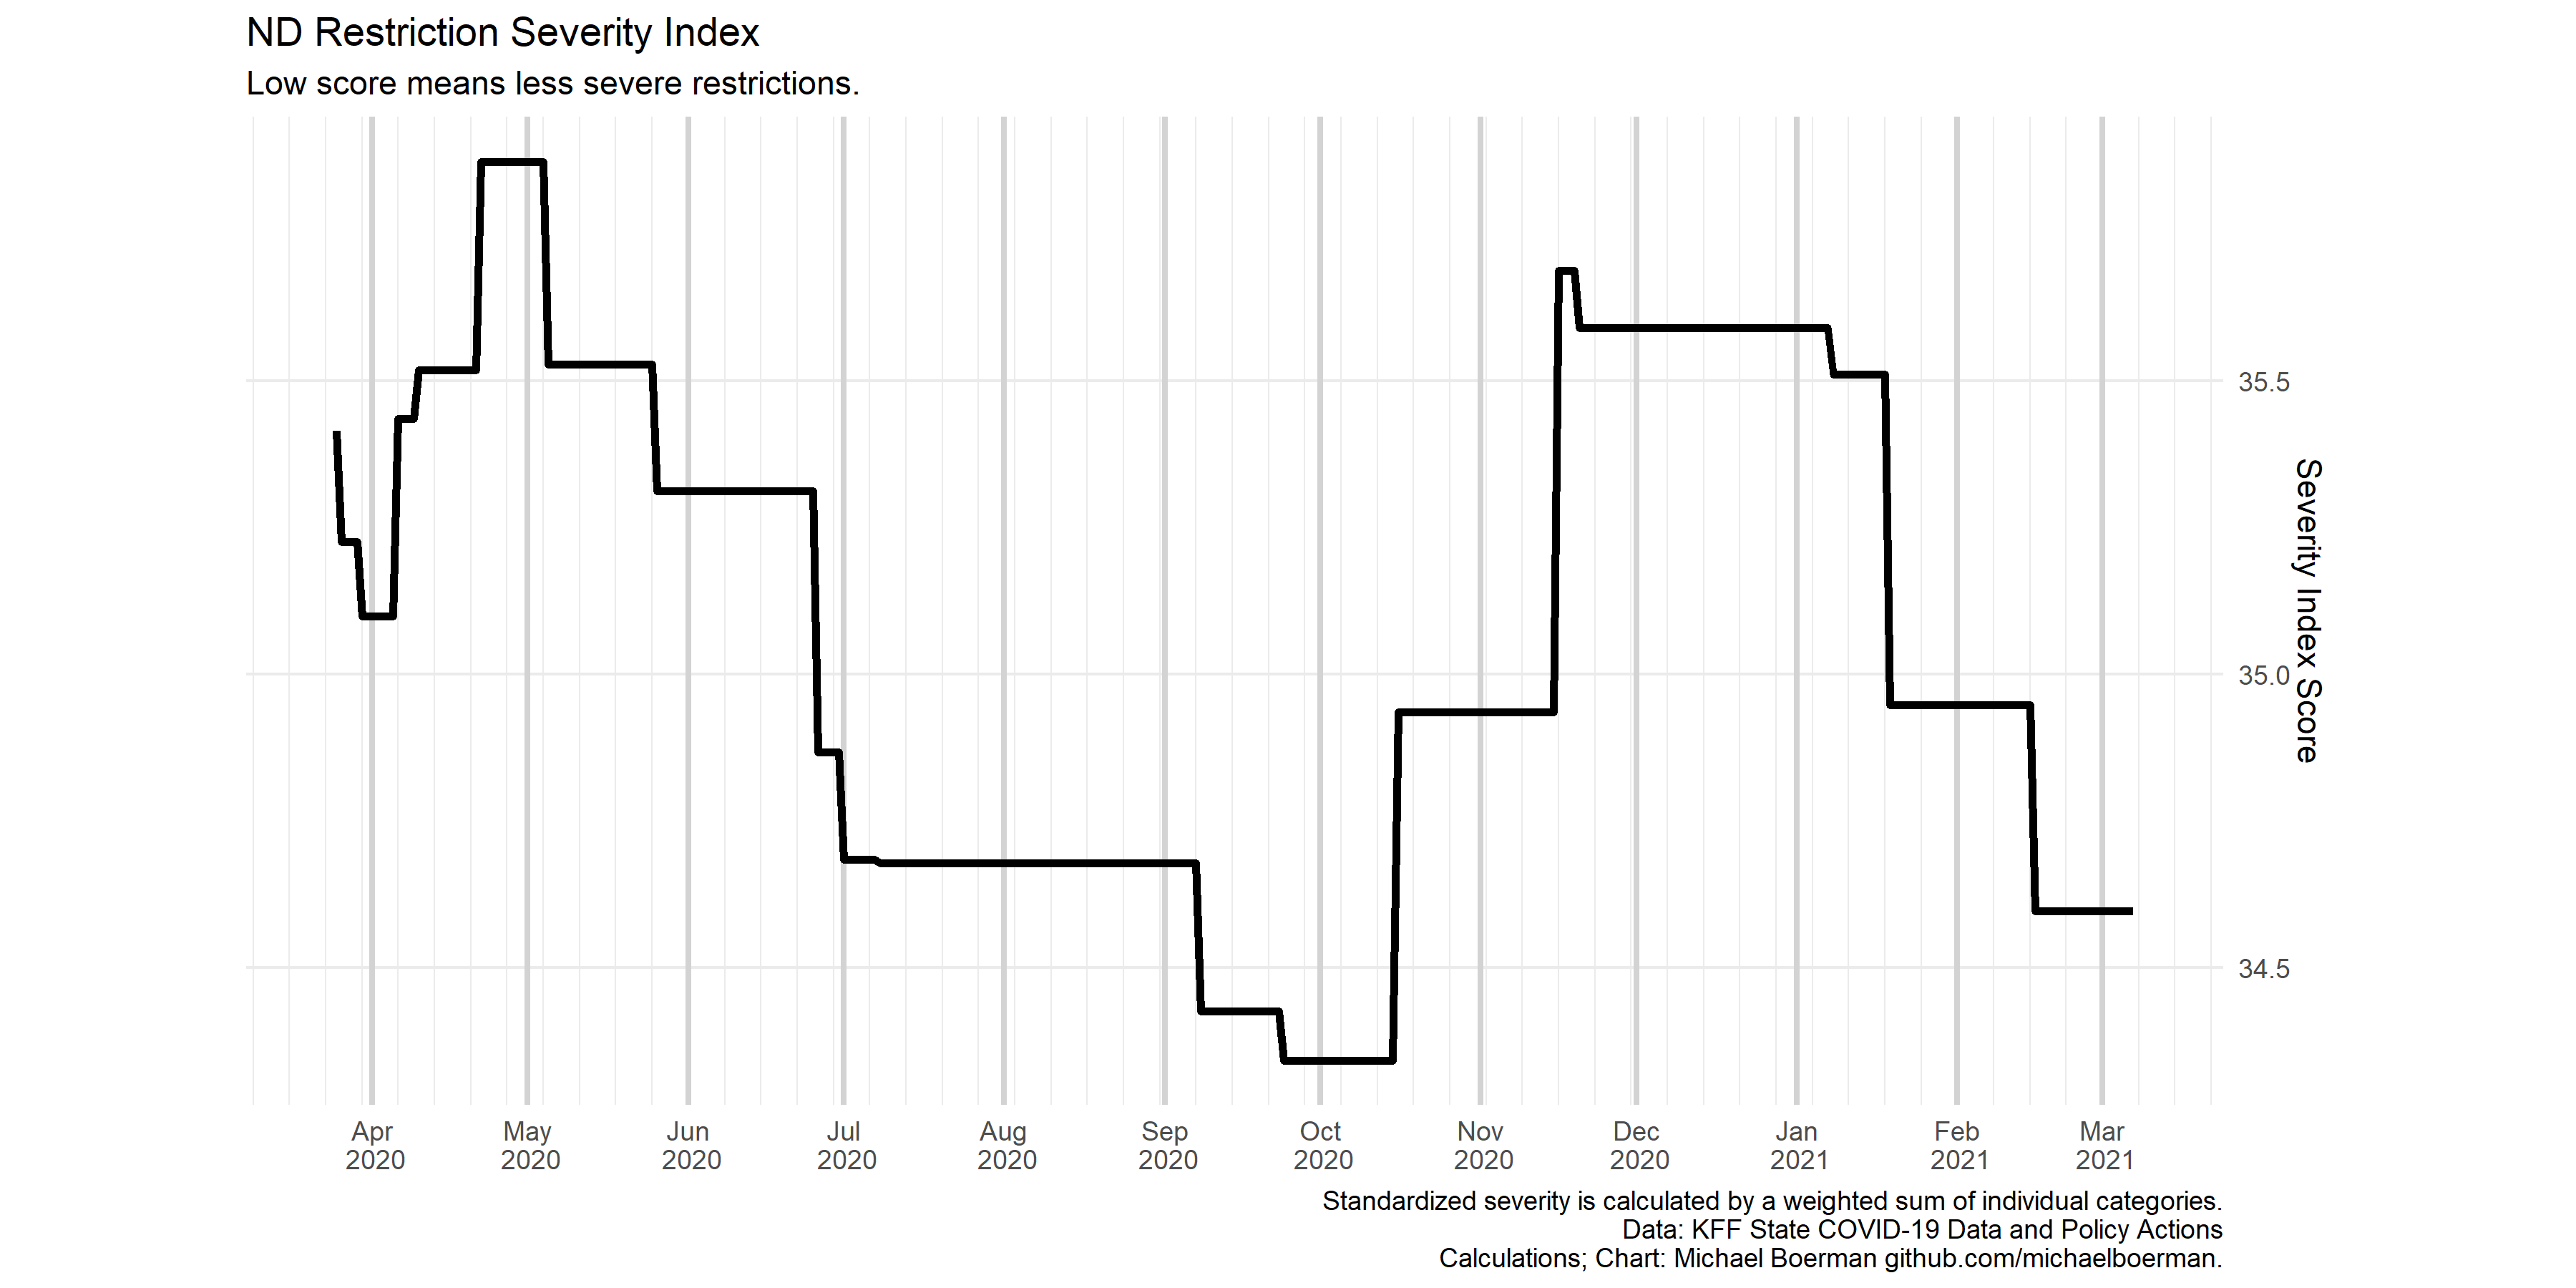 ND Restriction Severity Index
Low score means less severe restrictions.
35.5
35.0
34.5
Severity Index Score
Apr May Jun Jul Aug Sep Oct Nov Dec Jan Feb Mar
2020 2020 2020 2020 2020 2020 2020 2020 2020 2021 2021 2021
Standardized severity is calculated by a weighted sum of individual categories.
Data: KFF State COVID-19 Data and Policy Actions
Calculations; Chart: Michael Boerman github.com/michaelboerman.